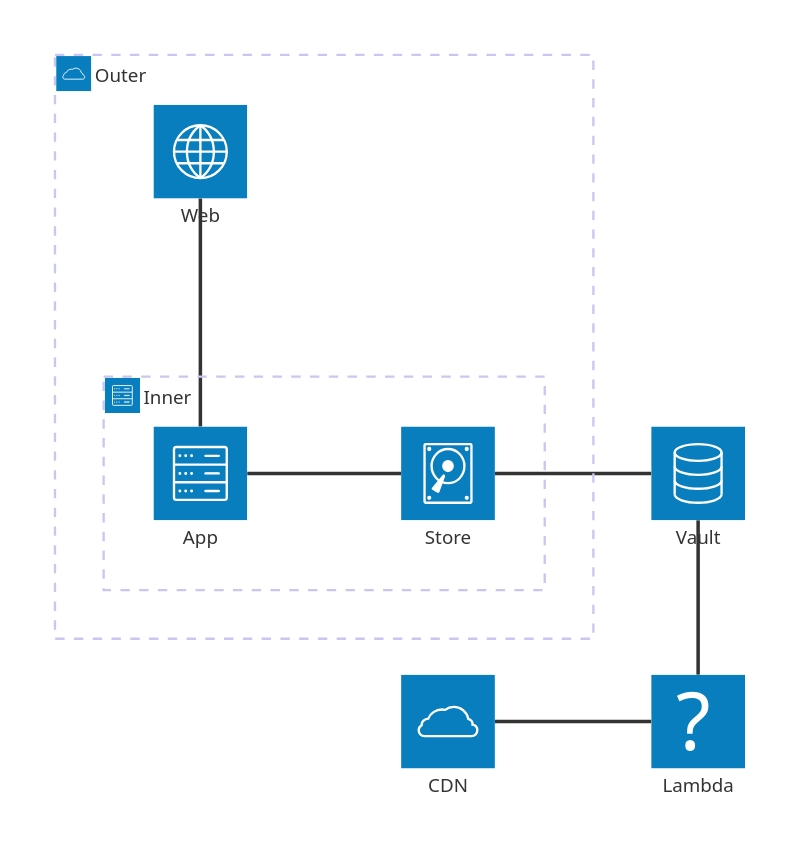 Outer
Web
Inner
App
Store
Vault
?
CDN
Lambda